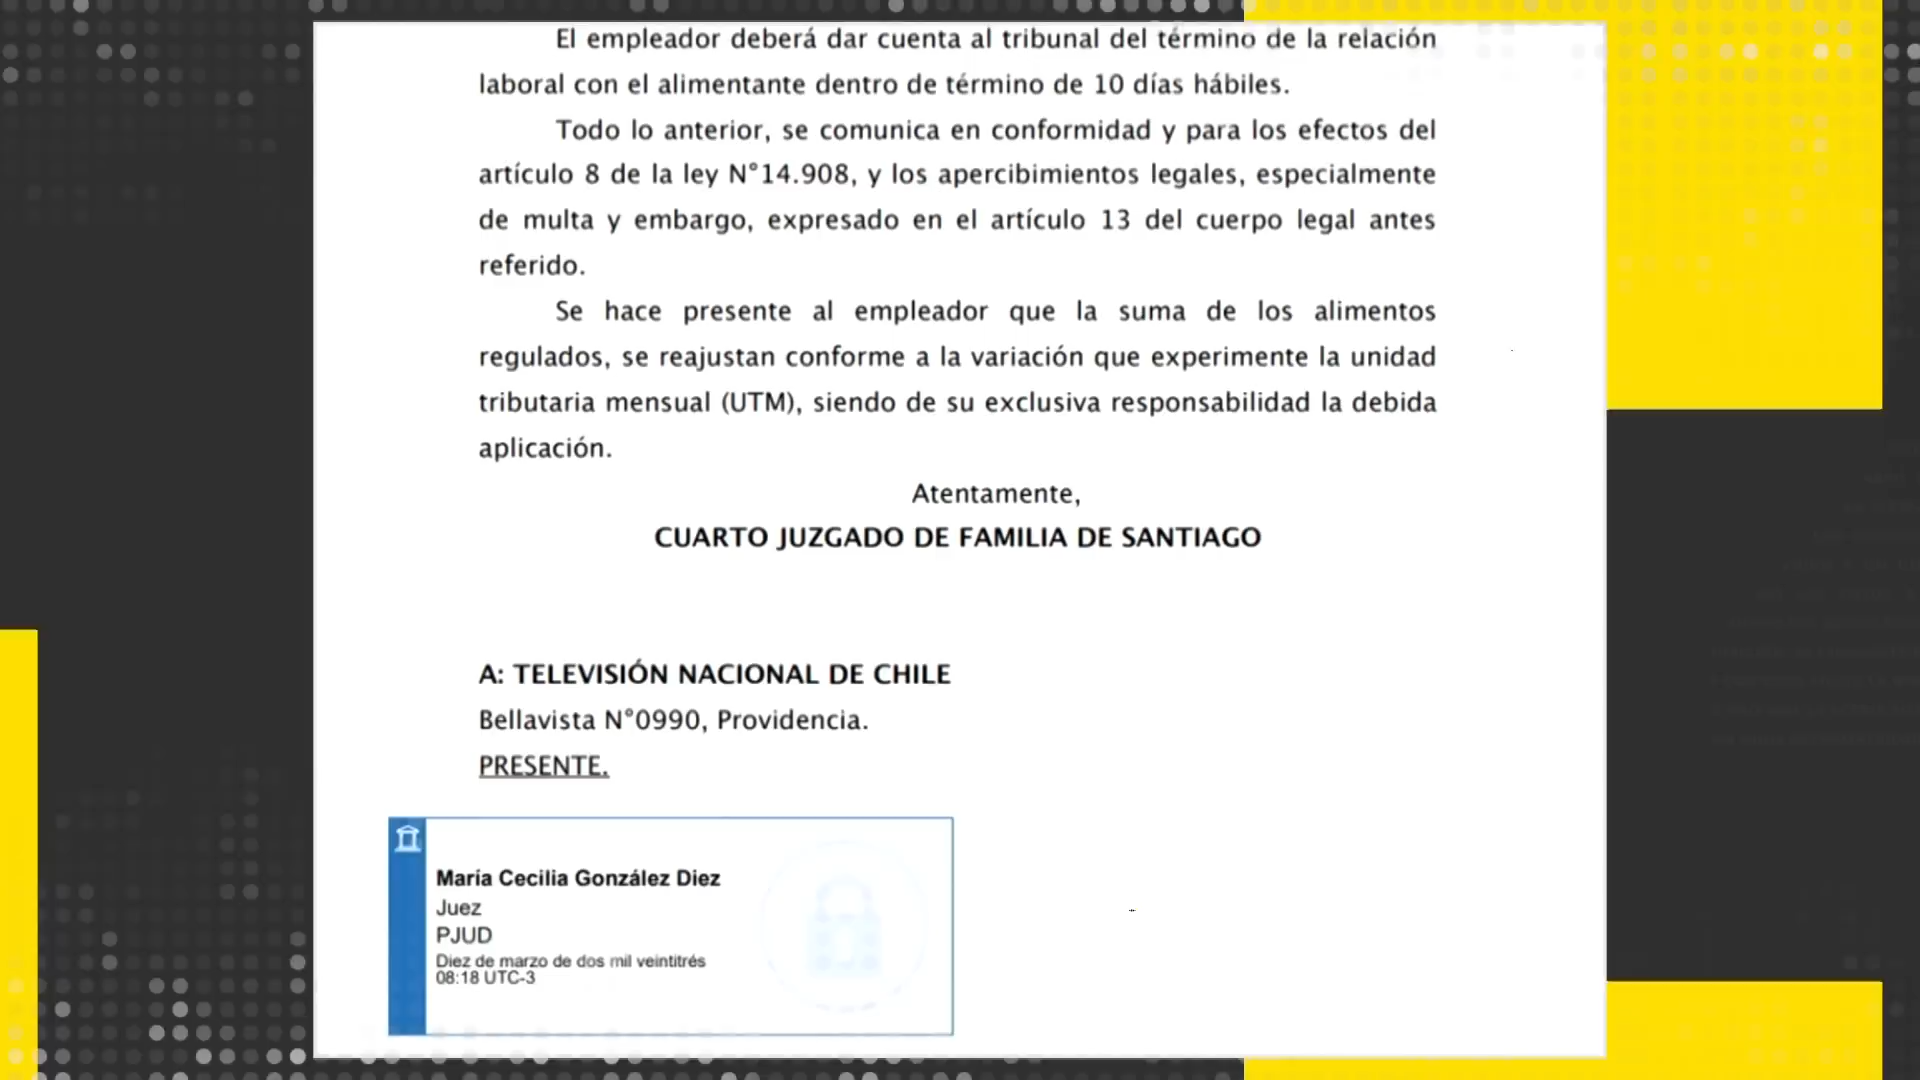 El empleador deberá dar cuenta al tribunal del término de la relación
laboral con el alimentante dentro de término de 10 días hábiles.
Todo lo anterior, se comunica en conformidad y para los efectos del
artículo 8 de la ley N°14.908, y los apercibimientos legales, especialmente
de multa y embargo, expresado en el artículo 13 del cuerpo legal antes
referido.
Se hace presente al empleador que la suma de los alimentos
regulados, se reajustan conforme a la variación que experimente la unidad
tributaria mensual (UTM), siendo de su exclusiva responsabilidad la debida
aplicación.
Atentamente,
CUARTO JUZGADO DE FAMILIA DE SANTIAGO
A: TELEVISIÓN NACIONAL DE CHILE
Bellavista N°0990, Providencia.
PRESENTE.
María Cecilia González Diez
Juez
PJUD
Diez de marzo de dos mil veintitrés
08:18 UTC-3